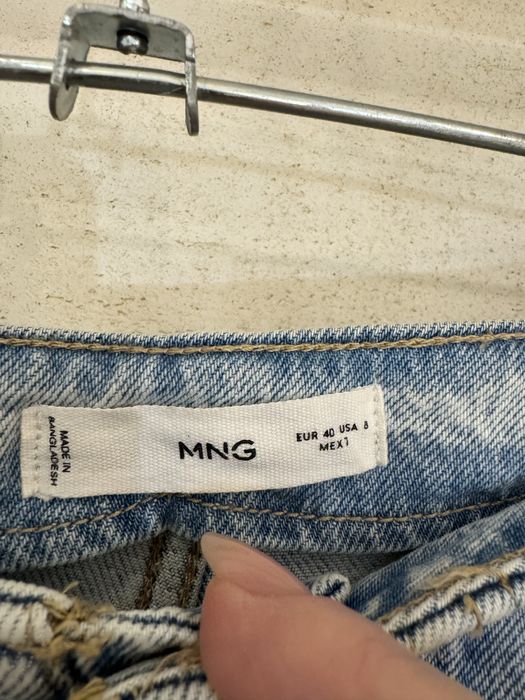 MADE IN
BANGLADESH
MNG
EUR 40 USA 8
MEX 1